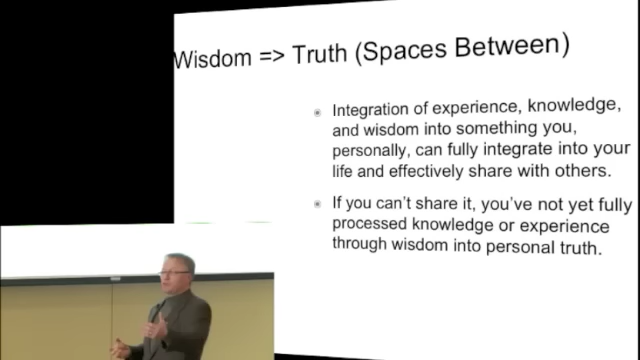 Wisdom => Truth (Spaces Between)
Integration of experience, knowledge,
and wisdom into something you,
personally, can fully integrate into your
life and effectively share with others.
If you can't share it, you've not yet fully
processed knowledge or experience
through wisdom into personal truth.